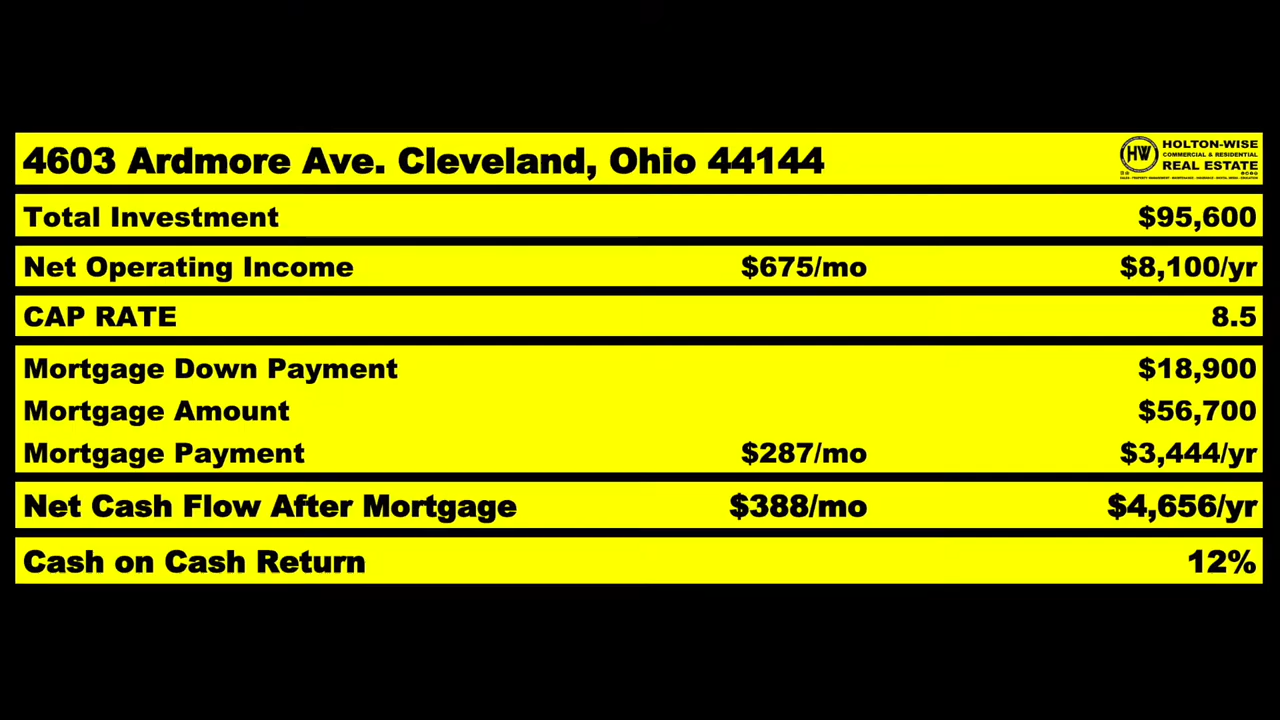 4603 Ardmore Ave. Cleveland, Ohio 44144
HW
HOLTON-WISE
COMMERCIAL & RESIDENTIAL
REAL ESTATE
Total Investment $95,600
Net Operating Income $675/mo $8,100/yr
CAP RATE 8.5
Mortgage Down Payment $18,900
Mortgage Amount $56,700
Mortgage Payment $287/mo $3,444/yr
Net Cash Flow After Mortgage $388/mo $4,656/yr
Cash on Cash Return 12%